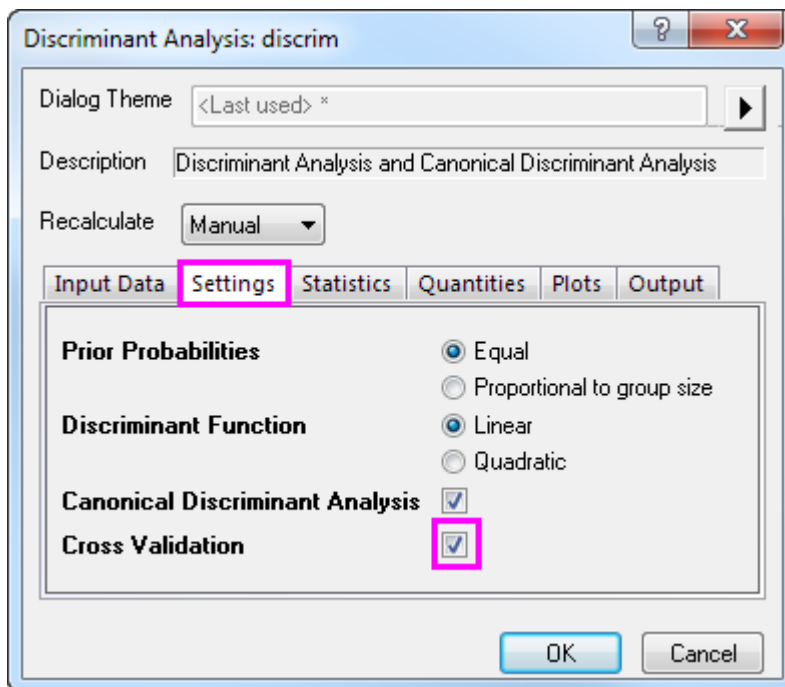 Discriminant Analysis: discrim
Dialog Theme <Last used> *
Description Discriminant Analysis and Canonical Discriminant Analysis
Recalculate Manual
Input Data Settings Statistics Quantities Plots Output
Prior Probabilities Equal
Proportional to group size
Discriminant Function Linear
Quadratic
Canonical Discriminant Analysis
Cross Validation
OK Cancel